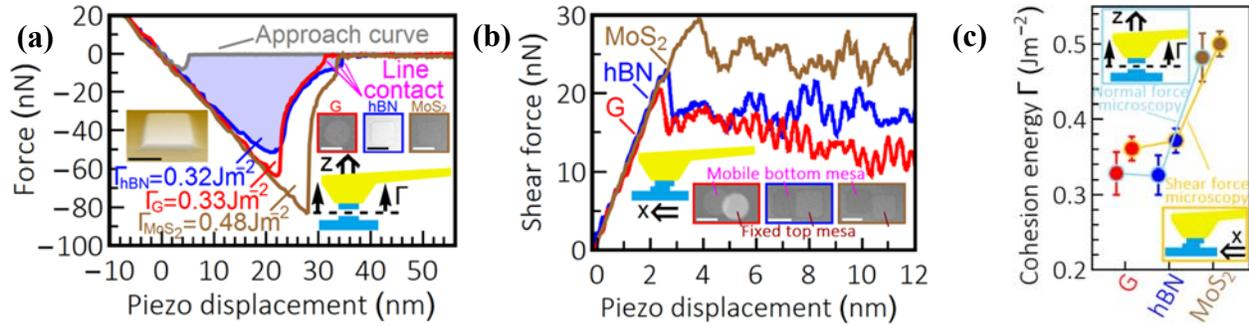 (a)
Force (nN)
20
0
−20
−40
−60
−80
−100
Approach curve
Line
contact
G
hBN
MoS₂
Γ_hBN=0.32Jm⁻²
Γ_G=0.33Jm⁻²
Γ_MoS₂=0.48Jm⁻²
Z
Γ
−10 0 10 20 30 40 50
Piezo displacement (nm)
(b)
Shear force (nN)
30
20
10
0
MoS₂
hBN
G
X
Mobile bottom mesa
Fixed top mesa
0 2 4 6 8 10 12
Piezo displacement (nm)
(c)
Cohesion energy Γ (Jm⁻²)
0.5
0.4
0.3
0.2
Z
Γ
Normal force
microscopy
Shear force
microscopy
X
G
hBN
MoS₂